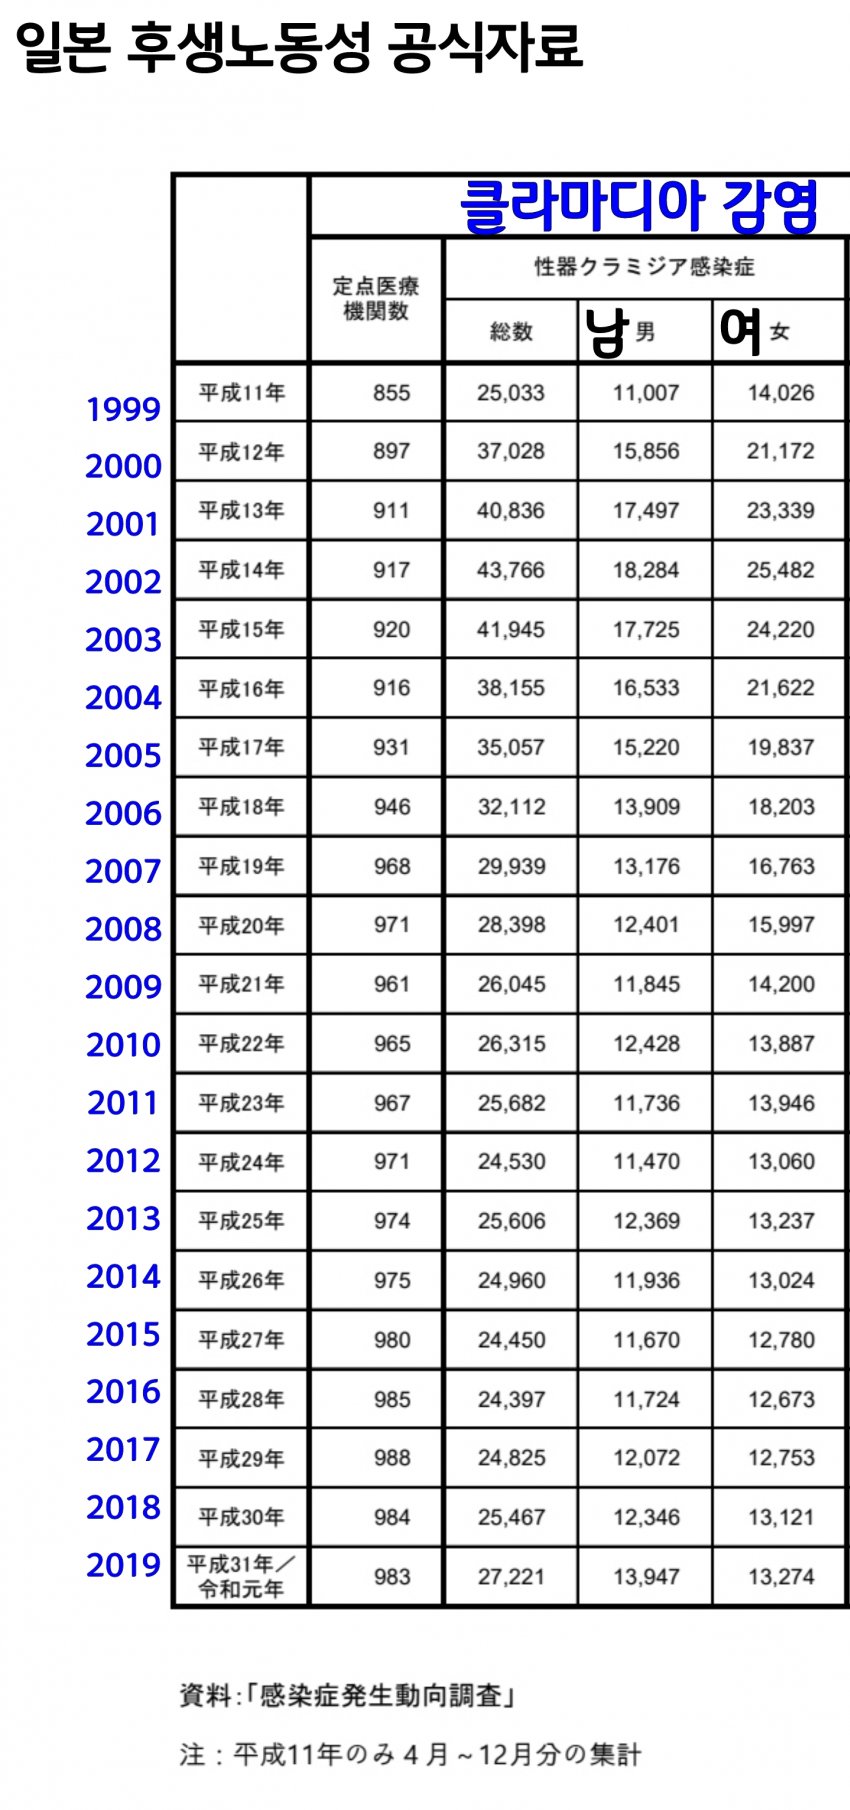 일본 후생노동성 공식자료
클라마디아 감염
定点医療
機関数
性器クラミジア感染症
総数 남 男 여 女
1999 平成11年 855 25,033 11,007 14,026
2000 平成12年 897 37,028 15,856 21,172
2001 平成13年 911 40,836 17,497 23,339
2002 平成14年 917 43,766 18,284 25,482
2003 平成15年 920 41,945 17,725 24,220
2004 平成16年 916 38,155 16,533 21,622
2005 平成17年 931 35,057 15,220 19,837
2006 平成18年 946 32,112 13,909 18,203
2007 平成19年 968 29,939 13,176 16,763
2008 平成20年 971 28,398 12,401 15,997
2009 平成21年 961 26,045 11,845 14,200
2010 平成22年 965 26,315 12,428 13,887
2011 平成23年 967 25,682 11,736 13,946
2012 平成24年 971 24,530 11,470 13,060
2013 平成25年 974 25,606 12,369 13,237
2014 平成26年 975 24,960 11,936 13,024
2015 平成27年 980 24,450 11,670 12,780
2016 平成28年 985 24,397 11,724 12,673
2017 平成29年 988 24,825 12,072 12,753
2018 平成30年 984 25,467 12,346 13,121
2019 平成31年／
令和元年 983 27,221 13,947 13,274
資料：「感染症発生動向調査」
注：平成11年のみ４月～12月分の集計